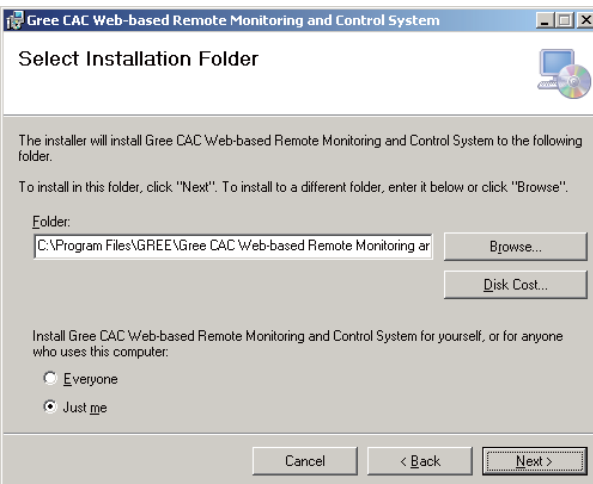 Gree CAC Web-based Remote Monitoring and Control System
Select Installation Folder
The installer will install Gree CAC Web-based Remote Monitoring and Control System to the following
folder.
To install in this folder, click "Next". To install to a different folder, enter it below or click "Browse".
Folder:
C:\Program Files\GREE\Gree CAC Web-based Remote Monitoring ar
Browse...
Disk Cost...
Install Gree CAC Web-based Remote Monitoring and Control System for yourself, or for anyone
who uses this computer:
Everyone
Just me
Cancel
< Back
Next >